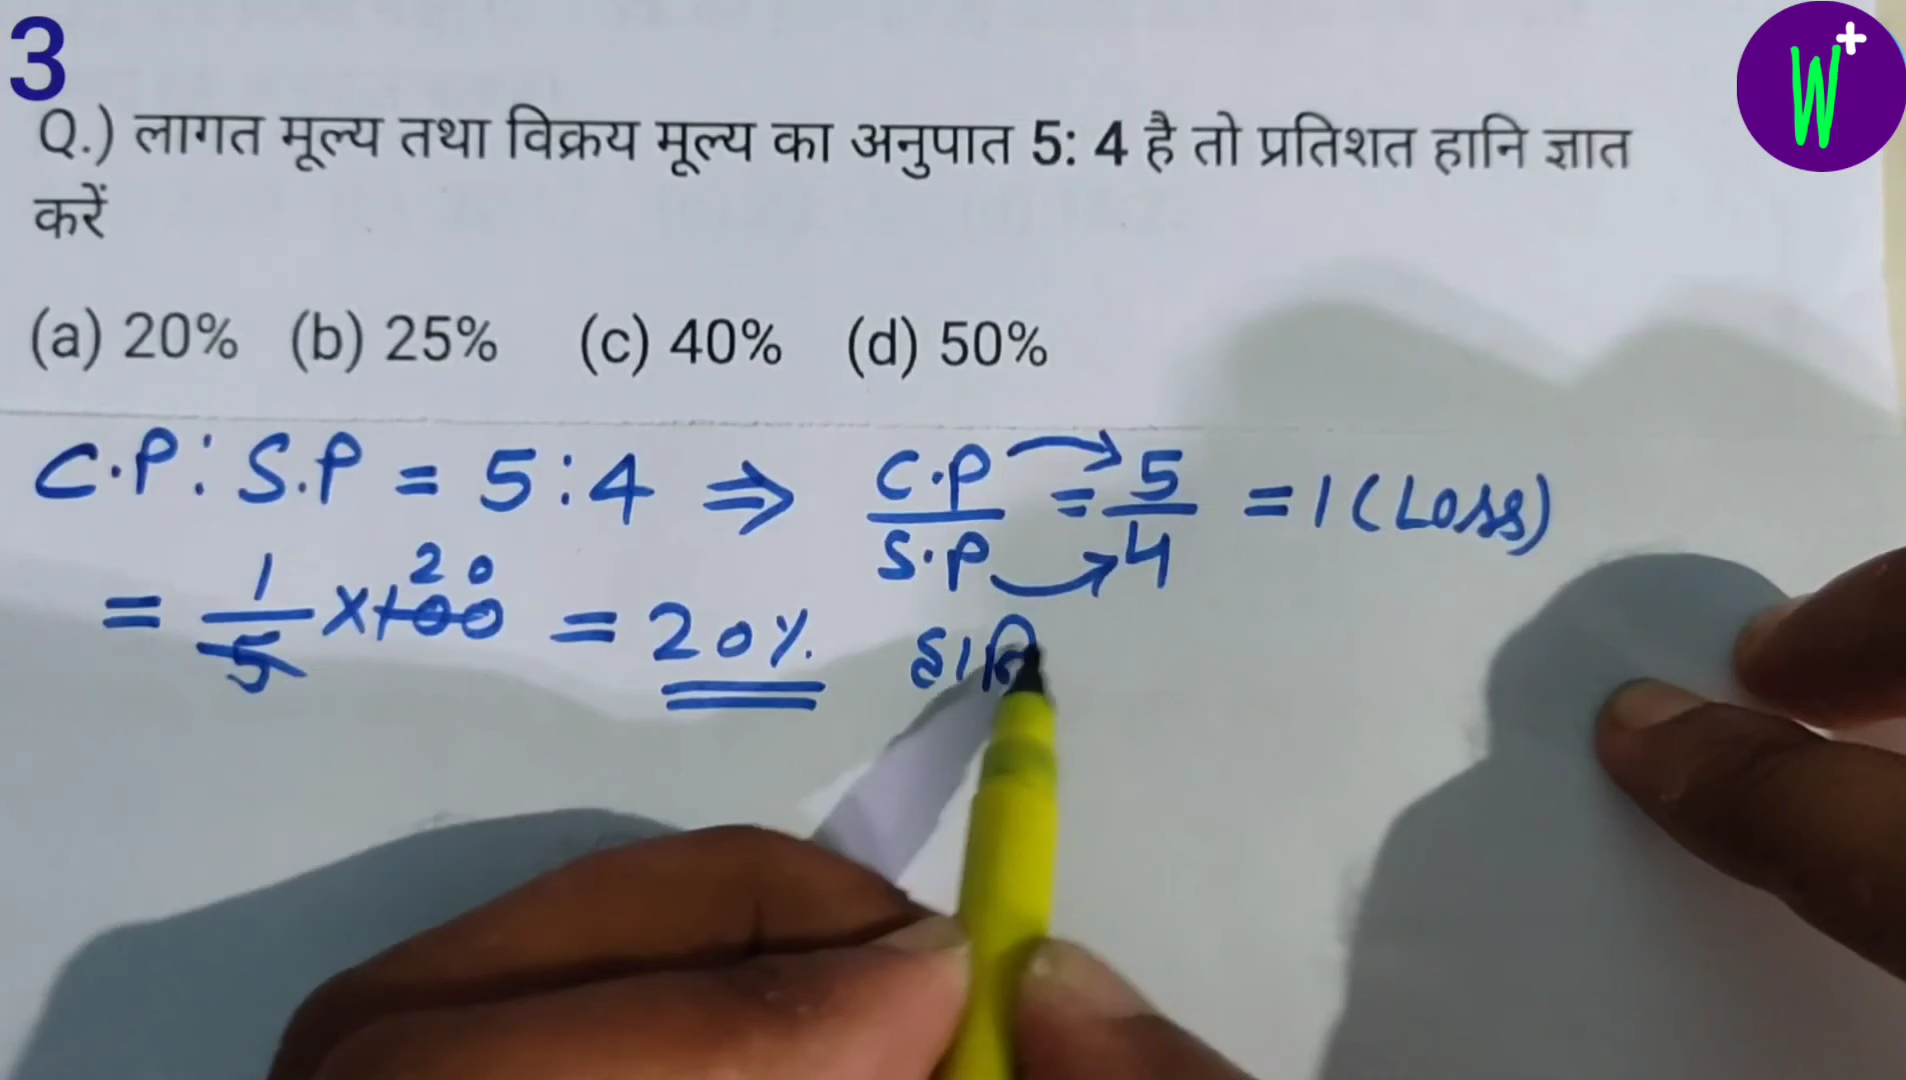 3
W+
Q.) लागत मूल्य तथा विक्रय मूल्य का अनुपात 5: 4 है तो प्रतिशत हानि ज्ञात
करें
(a) 20% (b) 25% (c) 40% (d) 50%
C.P : S.P = 5 : 4 ⇒ C.P/S.P = 5/4 = 1 (Loss)
= 1/5 × 100 20 = 20% हानि